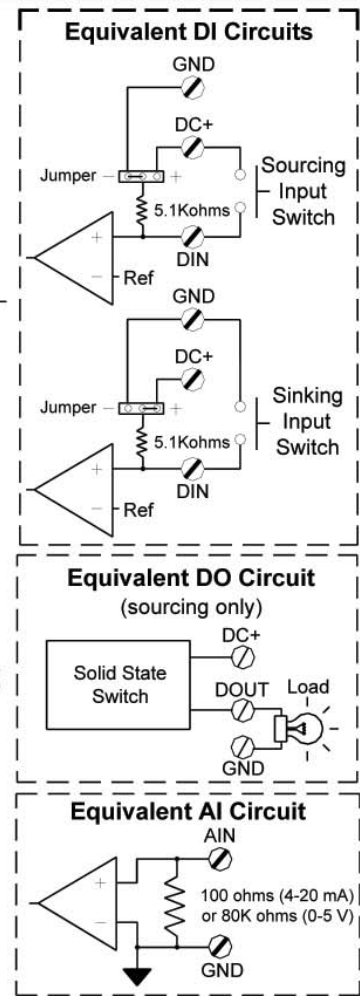 Equivalent DI Circuits
GND
DC+
Jumper − +
Sourcing
Input
Switch
5.1Kohms
+
DIN
− Ref
GND
DC+
Jumper − +
Sinking
Input
Switch
5.1Kohms
+
DIN
− Ref
Equivalent DO Circuit
(sourcing only)
DC+
Solid State
Switch
DOUT Load
GND
Equivalent AI Circuit
AIN
+
100 ohms (4-20 mA)
or 80K ohms (0-5 V)
−
GND